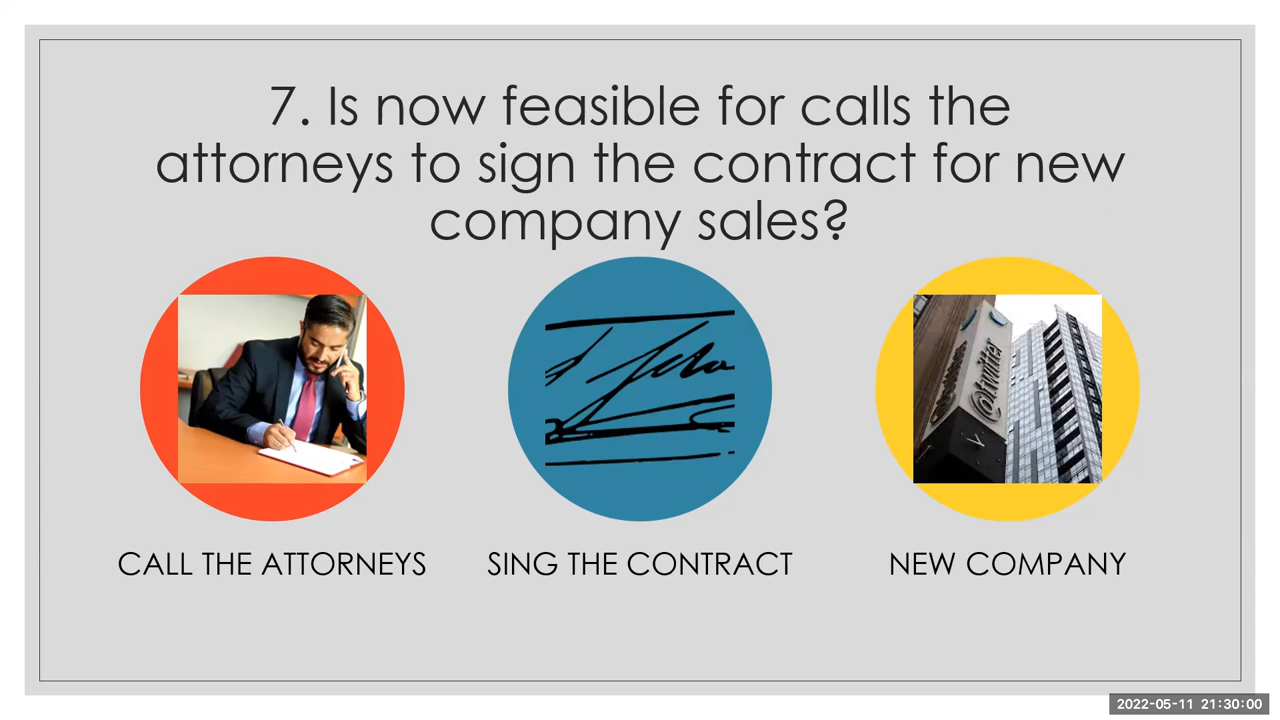 7. Is now feasible for calls the
attorneys to sign the contract for new
company sales?
@twitter
CALL THE ATTORNEYS
SING THE CONTRACT
NEW COMPANY
2022-05-11 21:30:00